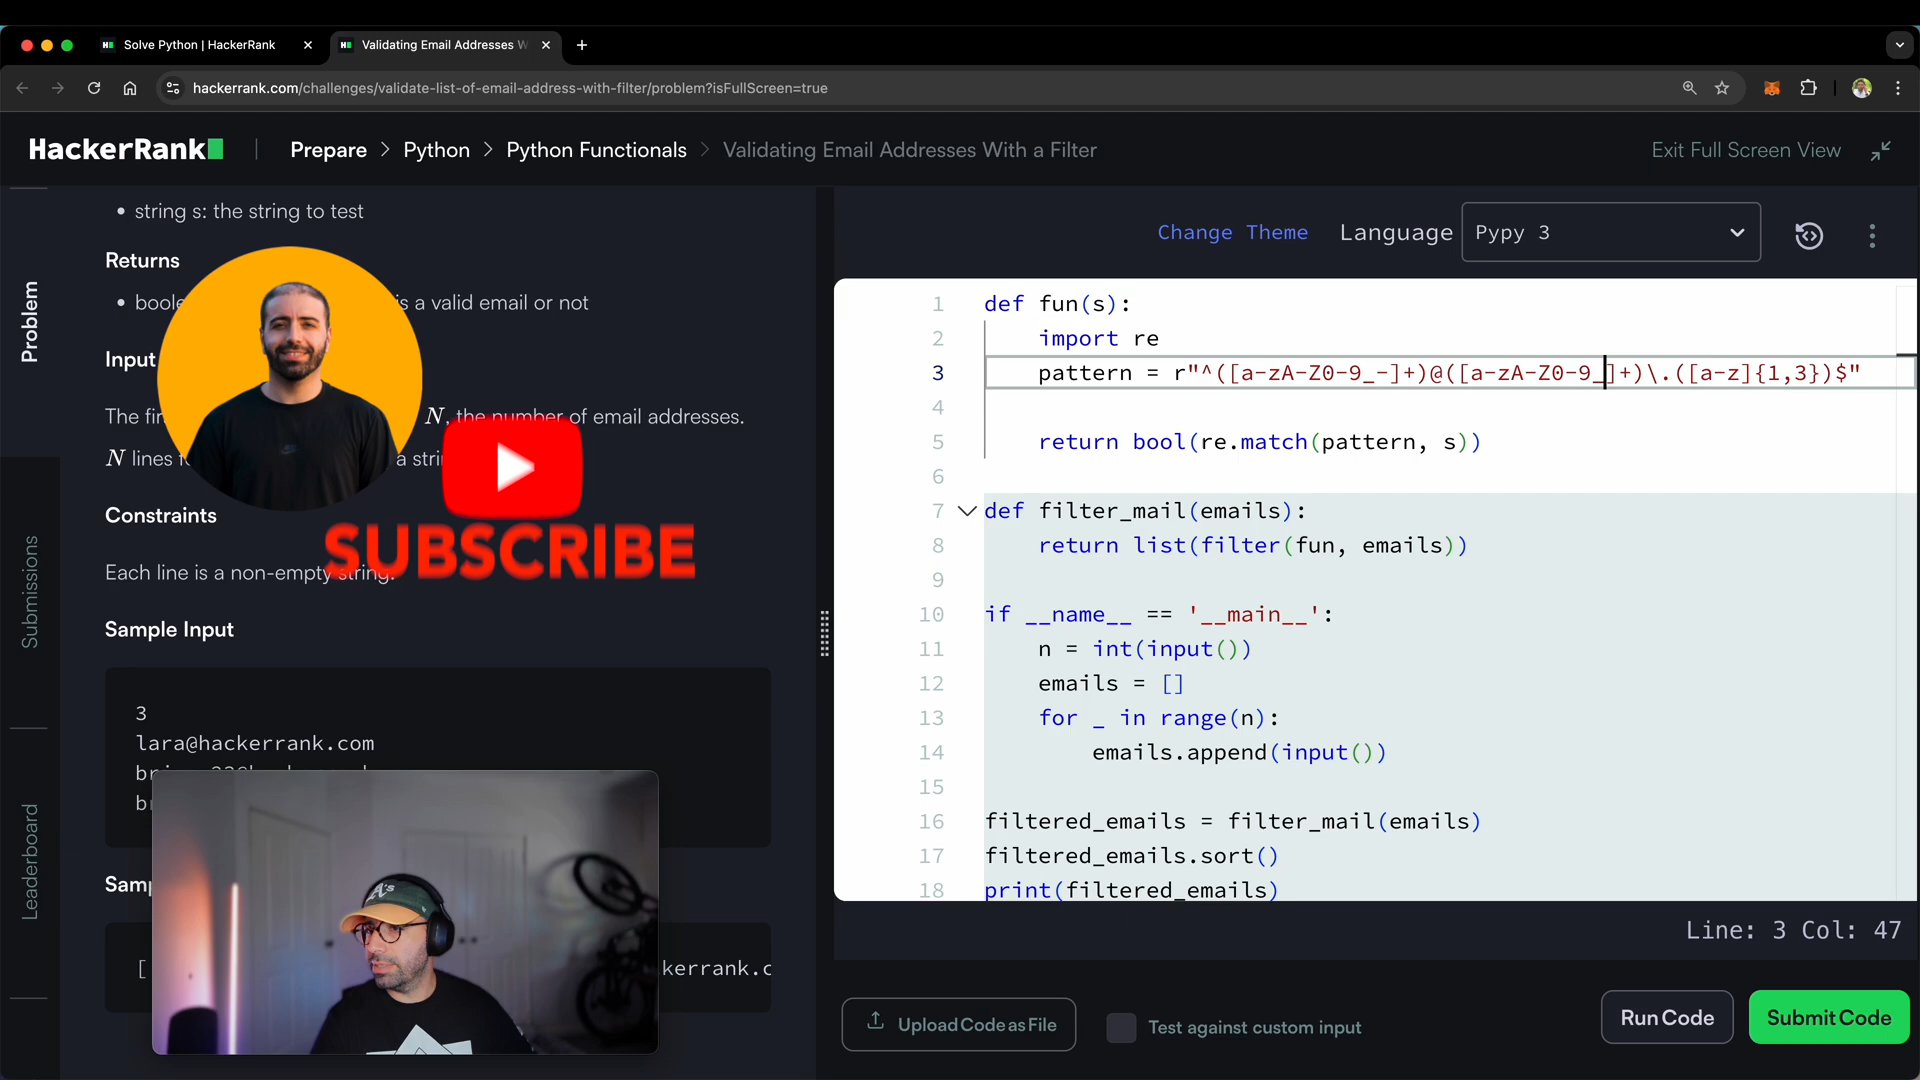 Solve Python | HackerRank
Validating Email Addresses W
hackerrank.com/challenges/validate-list-of-email-address-with-filter/problem?isFullScreen=true
HackerRank
Prepare > Python > Python Functionals > Validating Email Addresses With a Filter
Exit Full Screen View
Problem
Submissions
Leaderboard
• string s: the string to test
Returns
is a valid email or not
Input
N, the number of email addresses.
N lines
Constraints
Each line is a non-empty string.
SUBSCRIBE
Sample Input
3
lara@hackerrank.com
[
Change Theme
Language
Pypy 3
1 def fun(s):
2 import re
3 pattern = r"^([a-zA-Z0-9_-]+)@([a-zA-Z0-9_]+)\.([a-z]{1,3})$"
4
5 return bool(re.match(pattern, s))
6
7 def filter_mail(emails):
8 return list(filter(fun, emails))
9
10 if __name__ == '__main__':
11 n = int(input())
12 emails = []
13 for _ in range(n):
14 emails.append(input())
15
16 filtered_emails = filter_mail(emails)
17 filtered_emails.sort()
18 print(filtered_emails)
Line: 3 Col: 47
Upload Code as File
Test against custom input
Run Code
Submit Code
A's